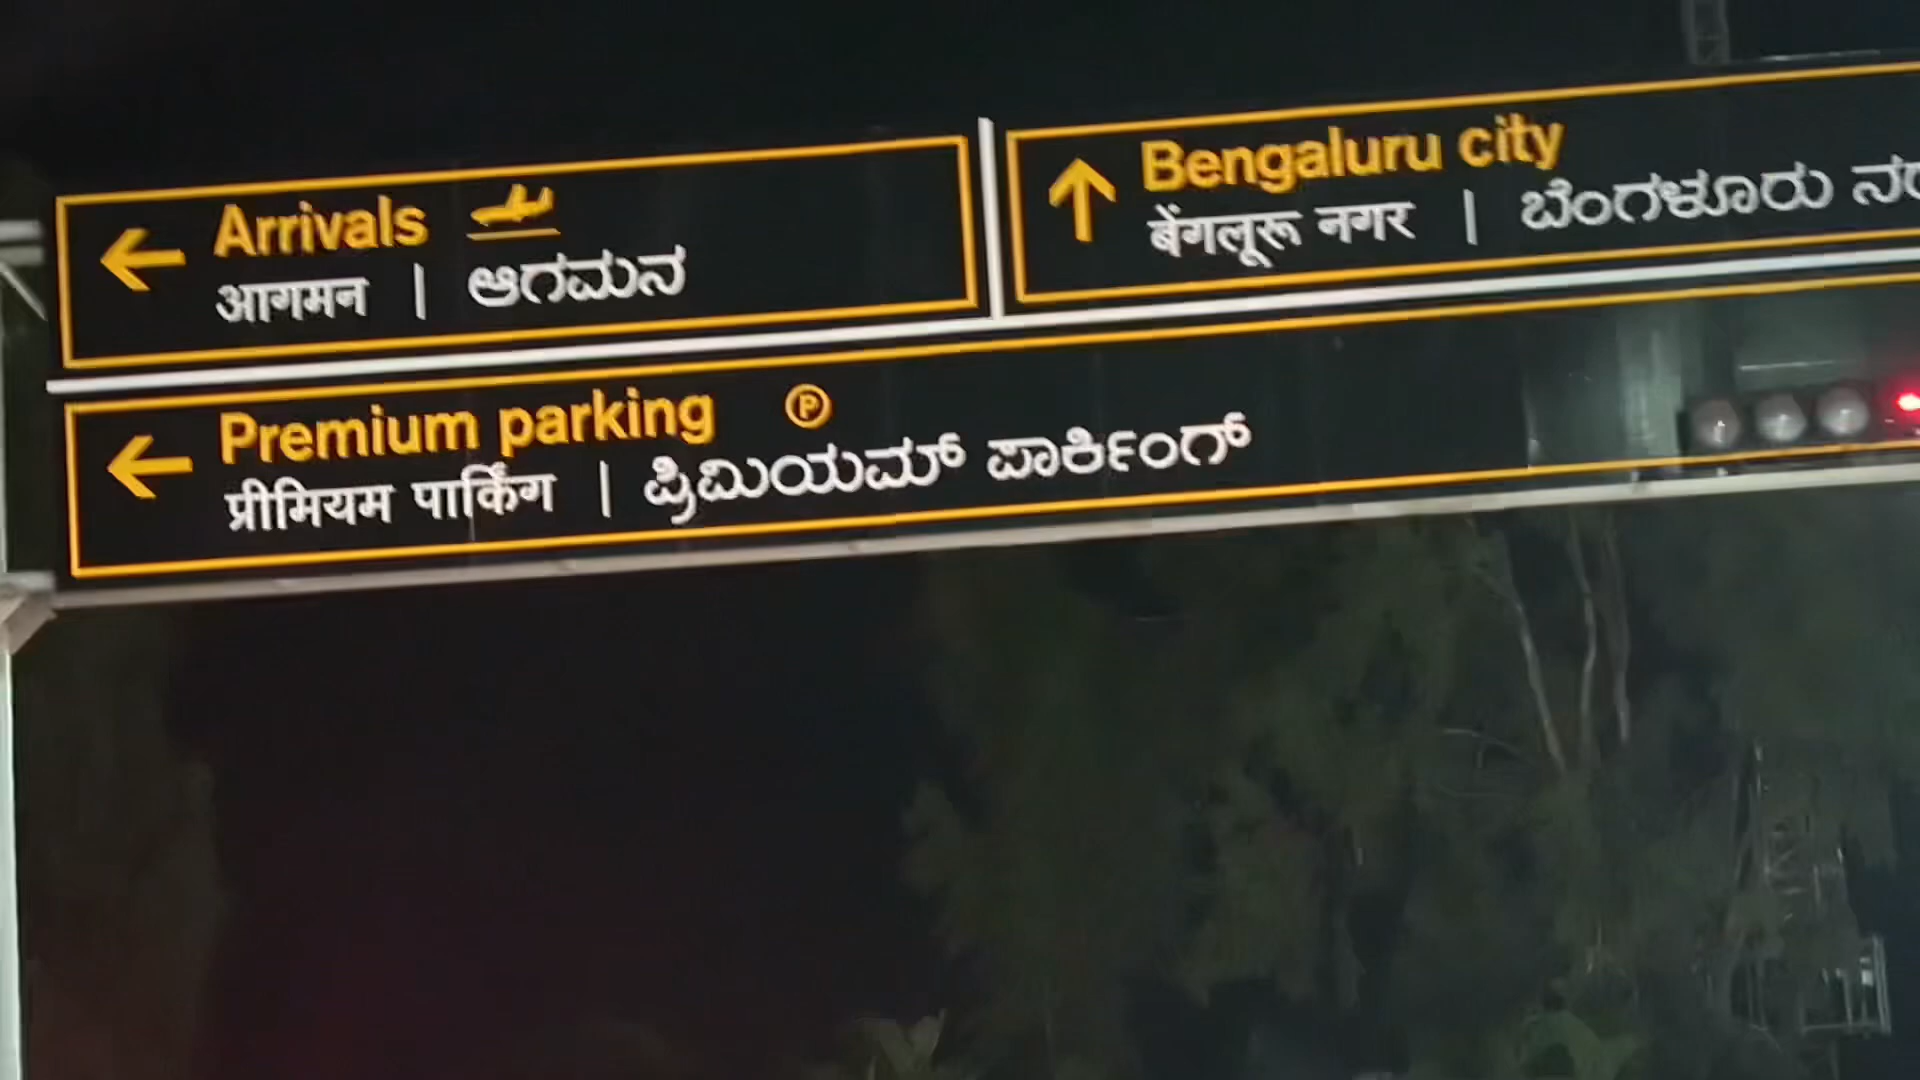 Arrivals
आगमन | ಆಗಮನ
Bengaluru city
बेंगलूरू नगर | ಬೆಂಗಳೂರು
Premium parking P
प्रीमियम पार्किंग | ಪ್ರಿಮಿಯಮ್ ಪಾರ್ಕಿಂಗ್